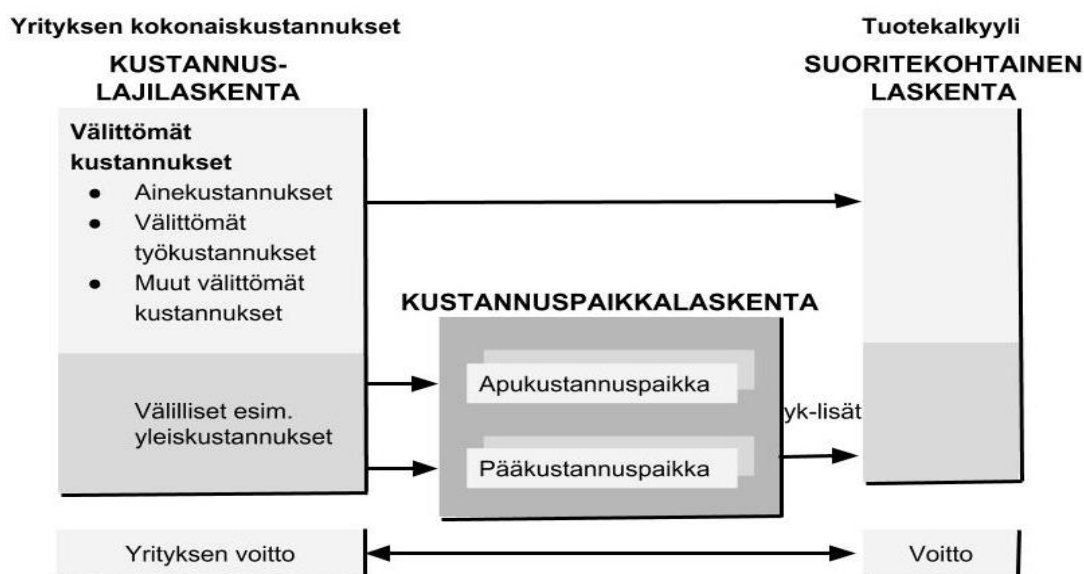 Yrityksen kokonaiskustannukset
KUSTANNUS-
LAJILASKENTA
Välittömät
kustannukset
● Ainekustannukset
● Välittömät
työkustannukset
● Muut välittömät
kustannukset
Välilliset esim.
yleiskustannukset
Yrityksen voitto
KUSTANNUSPAIKKALASKENTA
Apukustannuspaikka
Pääkustannuspaikka
yk-lisät
Tuotekalkyyli
SUORITEKOHTAINEN
LASKENTA
Voitto